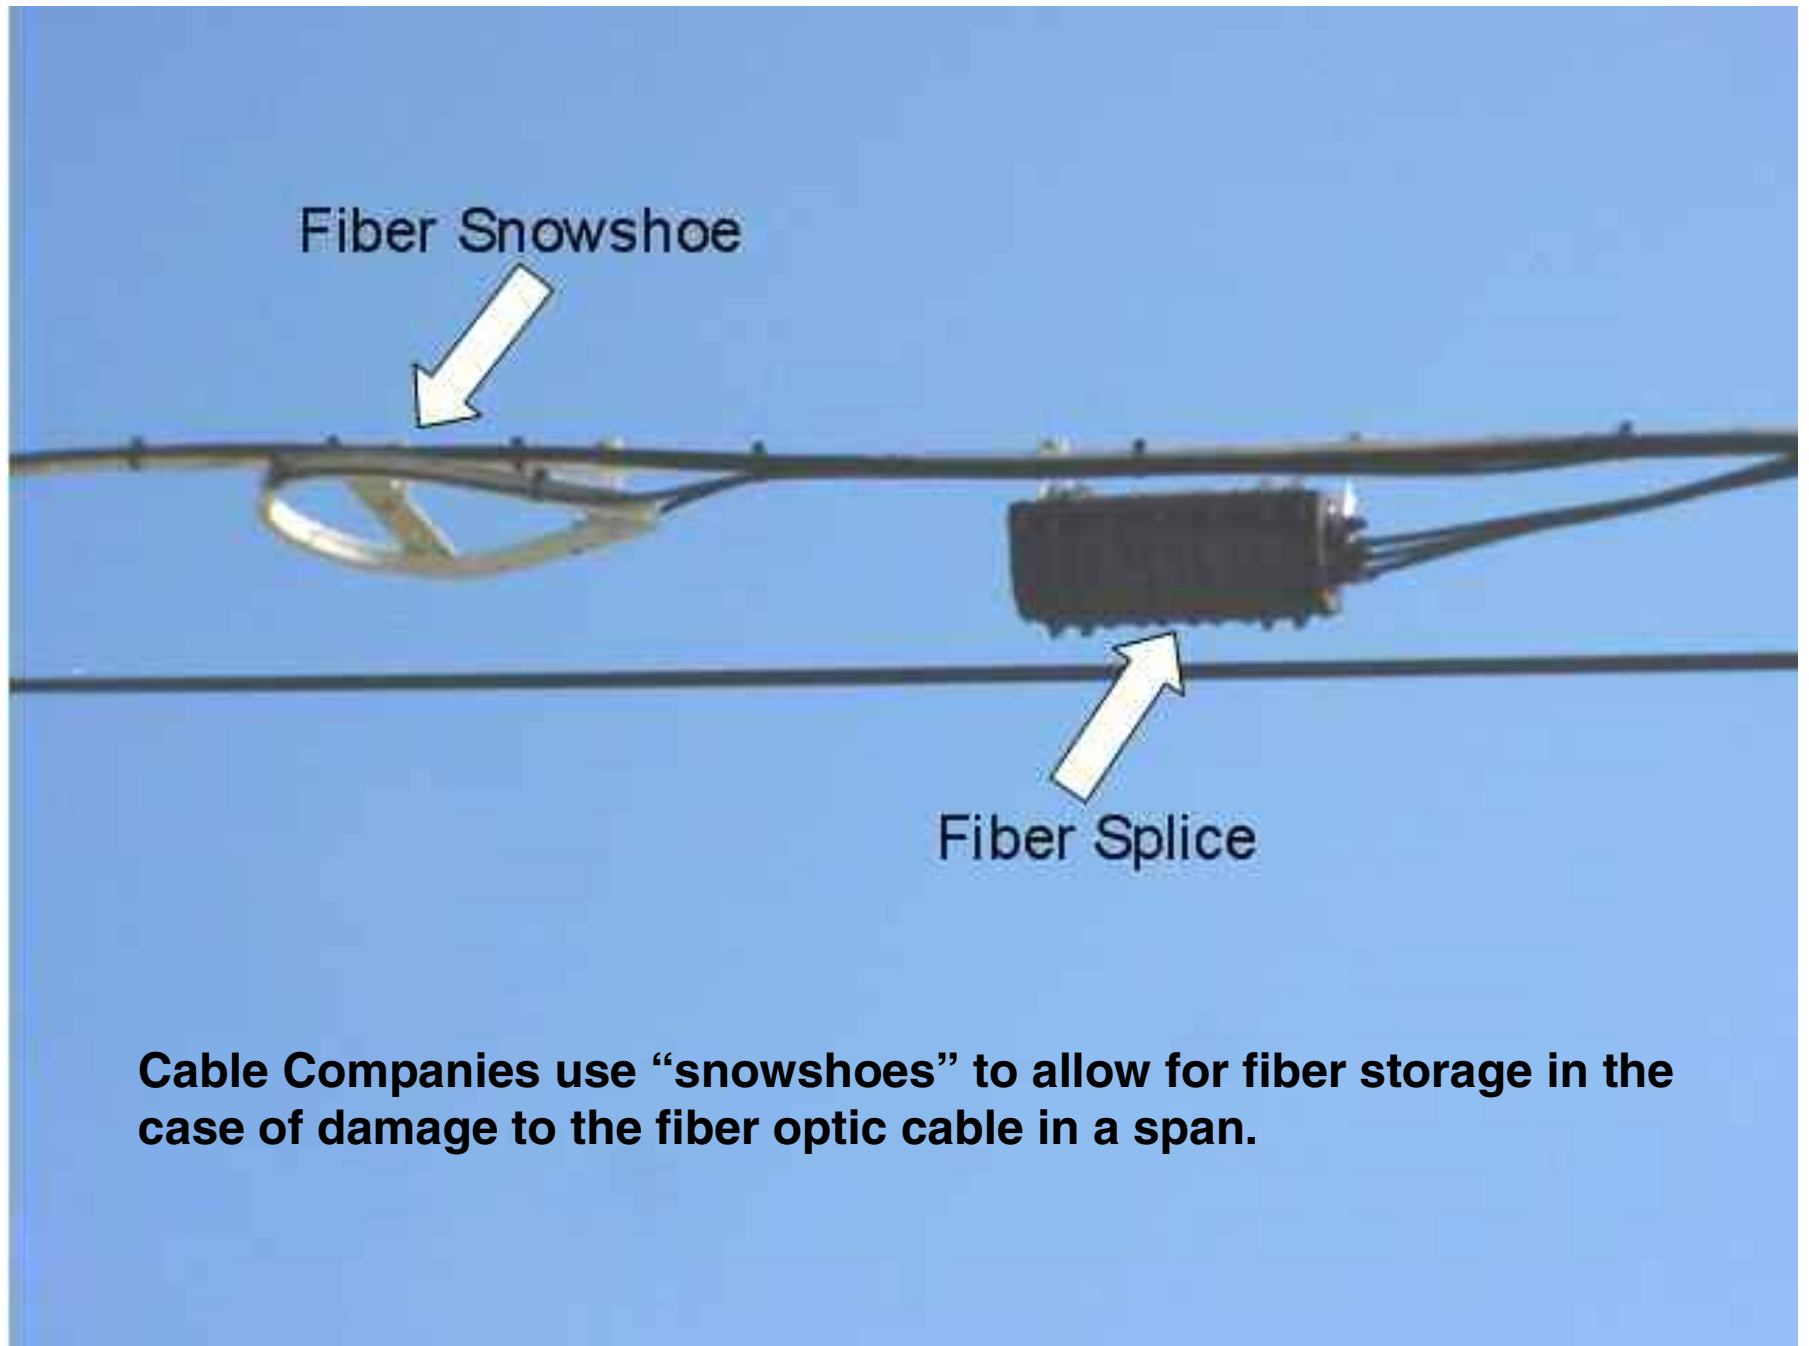 Fiber Snowshoe
Fiber Splice
Cable Companies use “snowshoes” to allow for fiber storage in the
case of damage to the fiber optic cable in a span.